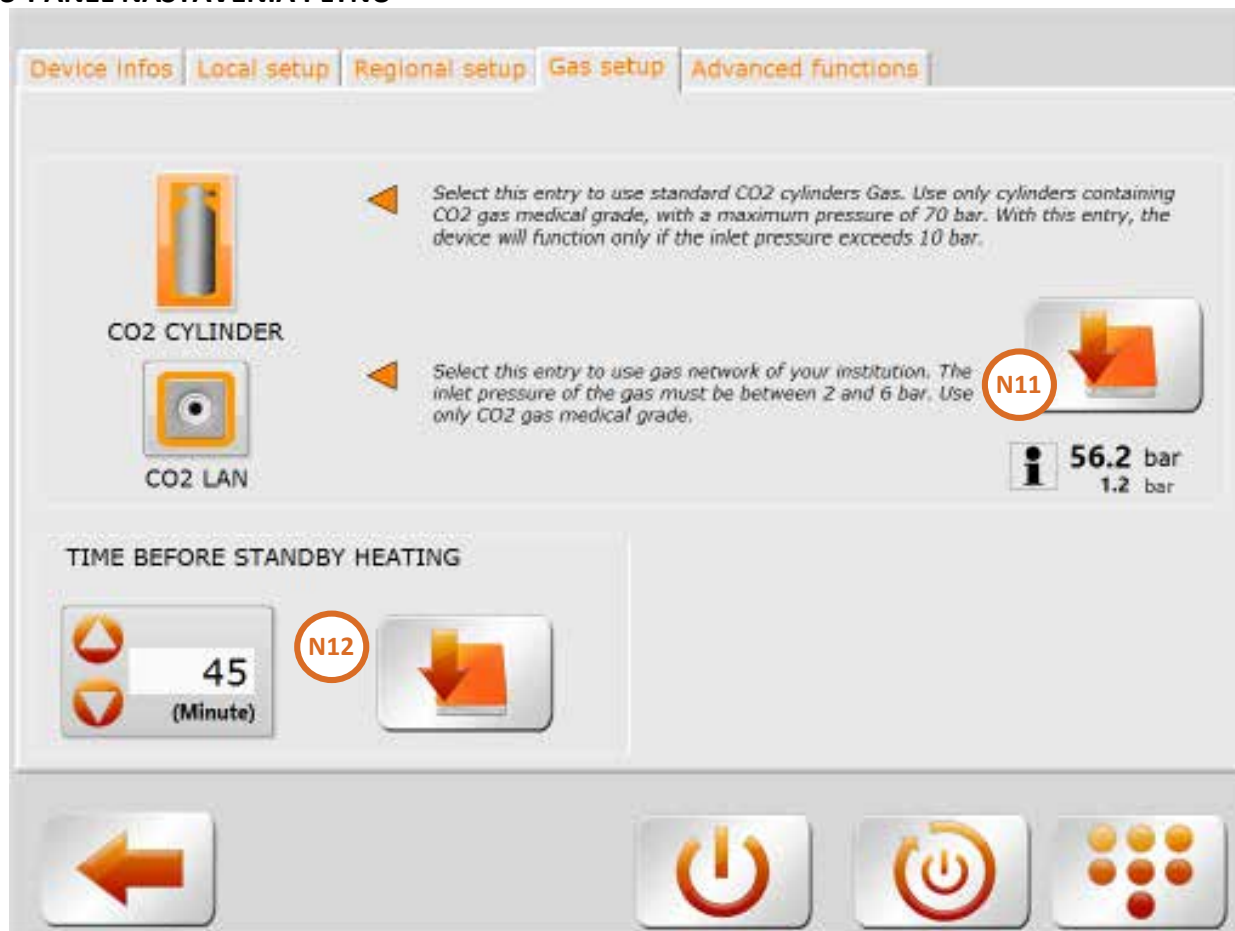 PANEL NASTAVENIA PLYNU
Device infos Local setup Regional setup Gas setup Advanced functions
Select this entry to use standard CO2 cylinders Gas. Use only cylinders containing
CO2 gas medical grade, with a maximum pressure of 70 bar. With this entry, the
device will function only if the inlet pressure exceeds 10 bar.
CO2 CYLINDER
Select this entry to use gas network of your institution. The
inlet pressure of the gas must be between 2 and 6 bar. Use
only CO2 gas medical grade.
N11
CO2 LAN
56.2 bar
1.2 bar
TIME BEFORE STANDBY HEATING
45
(Minute)
N12